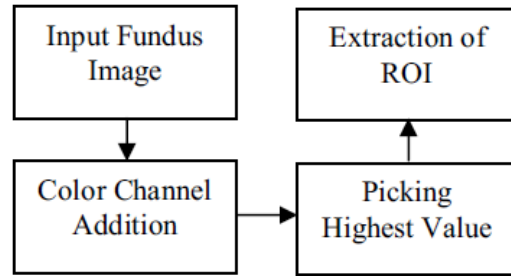 Input Fundus
Image
Color Channel
Addition
Picking
Highest Value
Extraction of
ROI